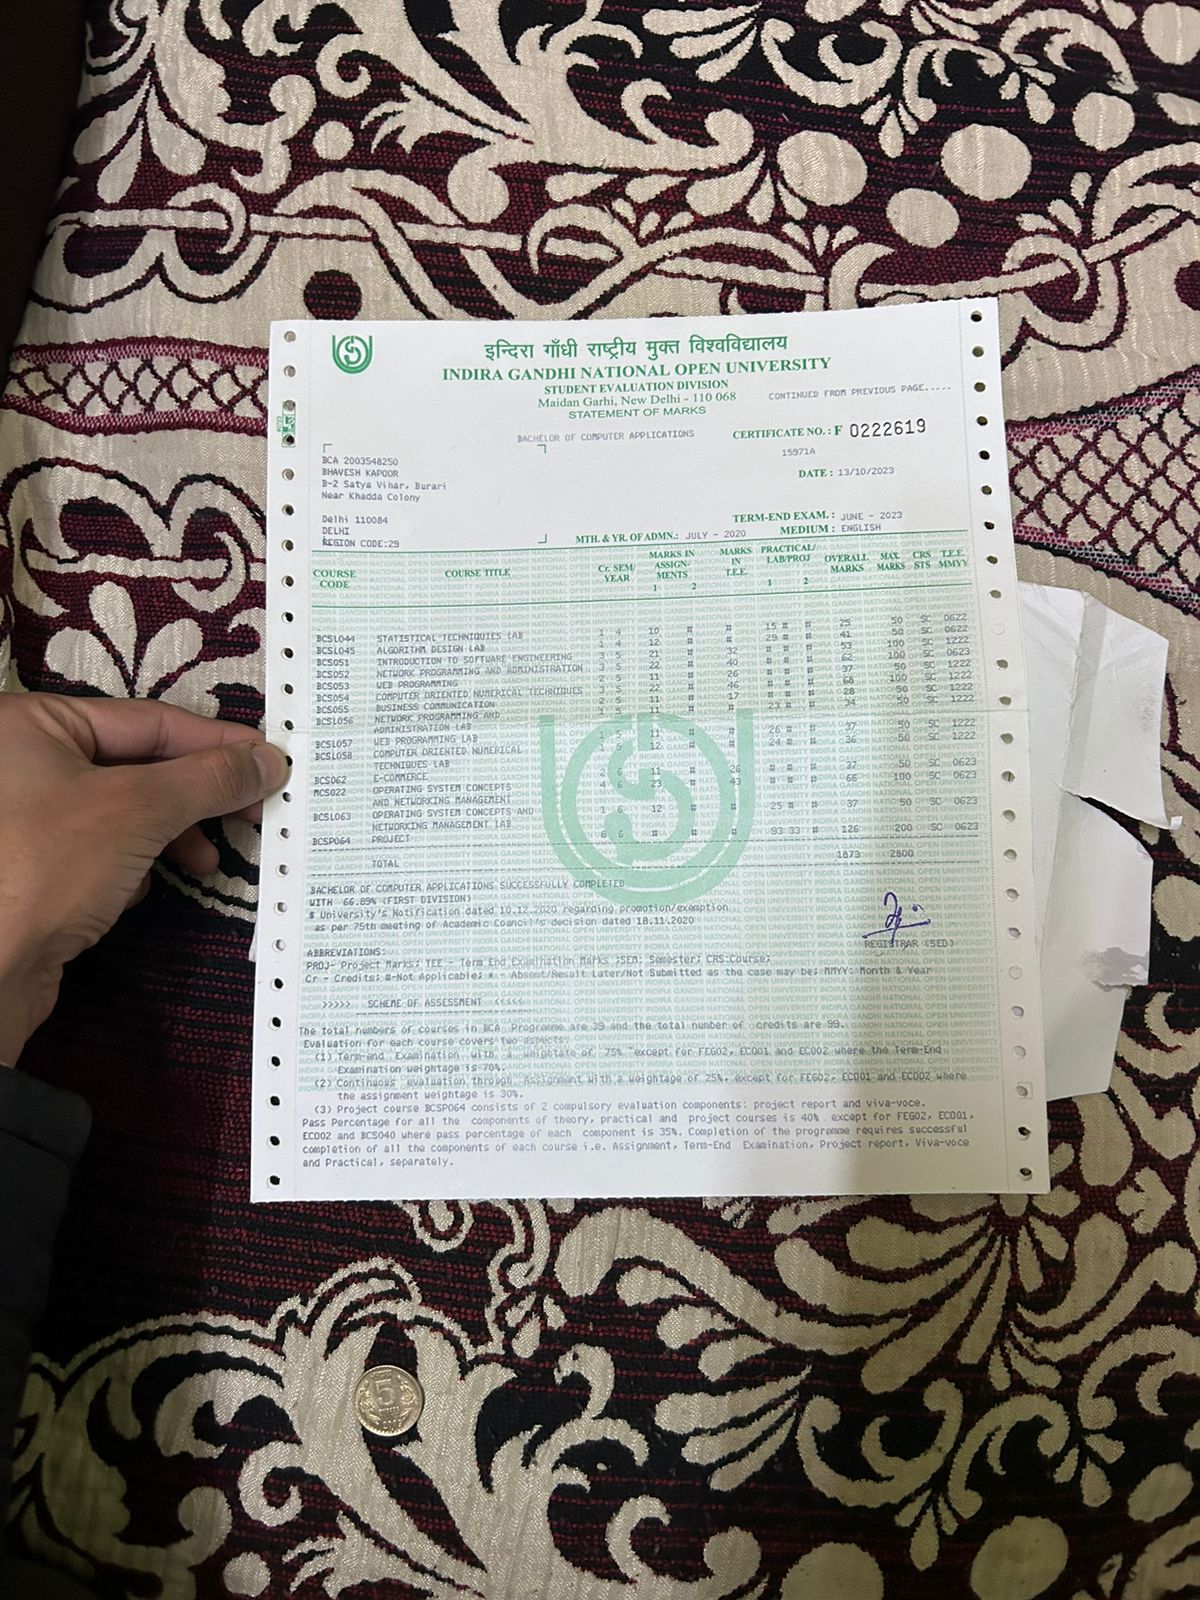 इन्दिरा गाँधी राष्ट्रीय मुक्त विश्वविद्यालय
INDIRA GANDHI NATIONAL OPEN UNIVERSITY
STUDENT EVALUATION DIVISION
Maidan Garhi, New Delhi - 110 068
STATEMENT OF MARKS
CONTINUED FROM PREVIOUS PAGE.....
BACHELOR OF COMPUTER APPLICATIONS
CERTIFICATE NO. : F 0222619
15971A
DATE : 13/10/2023
BCA 2003548250
BHAVESH KAPOOR
B-2 Satya Vihar, Burari
Near Khadda Colony
Delhi 110084
DELHI
REGION CODE:29
TERM-END EXAM. : JUNE - 2023
MTH. & YR. OF ADMN.: JULY - 2020 MEDIUM : ENGLISH
COURSE CODE COURSE TITLE Cr. SEM/ YEAR MARKS IN ASSIGN- MENTS 1 2 MARKS IN T.E.E. PRACTICAL/ LAB/PROJ 1 2 OVERALL MARKS MAX. MARKS CRS STS T.E.E. MMYY
BCSL044 STATISTICAL TECHNIQUES LAB 1 4 10 # # 15 # # 25 50 SC 0622
BCSL045 ALGORITHM DESIGN LAB 1 4 12 # # 29 # # 41 50 SC 0622
BCS051 INTRODUCTION TO SOFTWARE ENGINEERING 3 5 21 # 32 # # # 53 100 SC 1222
BCS052 NETWORK PROGRAMMING AND ADMINISTRATION 3 5 22 # 40 # # # 62 100 SC 0623
BCS053 WEB PROGRAMMING 2 5 11 # 26 # # # 37 50 SC 1222
BCS054 COMPUTER ORIENTED NUMERICAL TECHNIQUES 3 5 22 # 46 # # # 68 100 SC 1222
BCS055 BUSINESS COMMUNICATION 2 5 11 # 17 # # # 28 50 SC 0623
BCSL056 NETWORK PROGRAMMING AND 1 5 11 # # 23 # # 34 50 SC 1222
ADMINISTRATION LAB
BCSL057 WEB PROGRAMMING LAB 1 5 11 # # 26 # # 37 50 SC 1222
BCSL058 COMPUTER ORIENTED NUMERICAL 1 5 12 # # 24 # # 36 50 SC 1222
TECHNIQUES LAB
BCS062 E-COMMERCE 2 6 11 # 26 # # # 37 50 SC 0623
MCS022 OPERATING SYSTEM CONCEPTS 4 6 23 # 43 # # # 66 100 SC 0623
AND NETWORKING MANAGEMENT
BCSL063 OPERATING SYSTEM CONCEPTS AND 1 6 12 # # 25 # # 37 50 SC 0623
NETWORKING MANAGEMENT LAB
BCSP064 PROJECT 8 6 # # # 93 33 # 126 200 SC 0623
TOTAL 1873 2800
BACHELOR OF COMPUTER APPLICATIONS SUCCESSFULLY COMPLETED
WITH 66.89% (FIRST DIVISION)
# University's Notification dated 10.12.2020 regarding promotion/exemption
as per 75th meeting of Academic Council's decision dated 18.11.2020
REGISTRAR (SED)
ABBREVIATIONS:
PROJ- Project Marks; TEE - Term End Examination Marks ;SEM: Semester; CRS:Course;
Cr - Credits; #-Not Applicable; * - Absent/Result Later/Not Submitted as the case may be; MMYY: Month & Year
>>>>> SCHEME OF ASSESSMENT <<<<<
The total numbers of courses in BCA Programme are 39 and the total number of credits are 99.
Evaluation for each course covers two aspects:
(1) Term-end Examination with a weightate of 75% except for FEG02, ECO01 and ECO02 where the Term-End
Examination weightage is 70%.
(2) Continuous evaluation through Assignment with a weightage of 25%, except for FEG02, ECO01 and ECO02 where
the assignment weightage is 30%.
(3) Project course BCSP064 consists of 2 compulsory evaluation components: project report and viva-voce.
Pass Percentage for all the components of theory, practical and project courses is 40% except for FEG02, ECO01,
ECO02 and BCS040 where pass percentage of each component is 35%. Completion of the programme requires successful
completion of all the components of each course i.e. Assignment, Term-End Examination, Project report, Viva-voce
and Practical, separately.
5